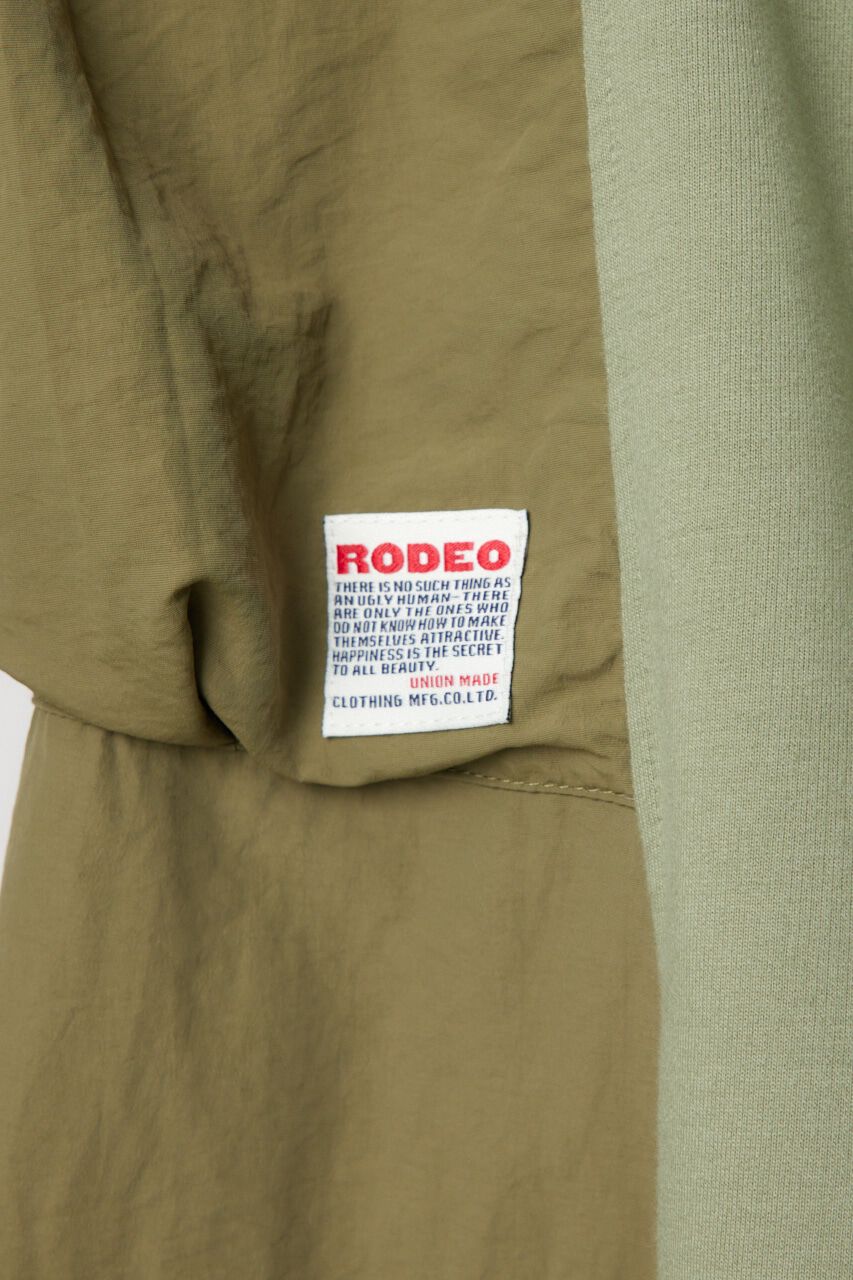 RODEO
THERE IS NO SUCH THING AS
AN UGLY HUMAN—THERE
ARE ONLY THE ONES WHO
DO NOT KNOW HOW TO MAKE
THEMSELVES ATTRACTIVE.
HAPPINESS IS THE SECRET
TO ALL BEAUTY.
UNION MADE
CLOTHING MFG.CO.LTD.